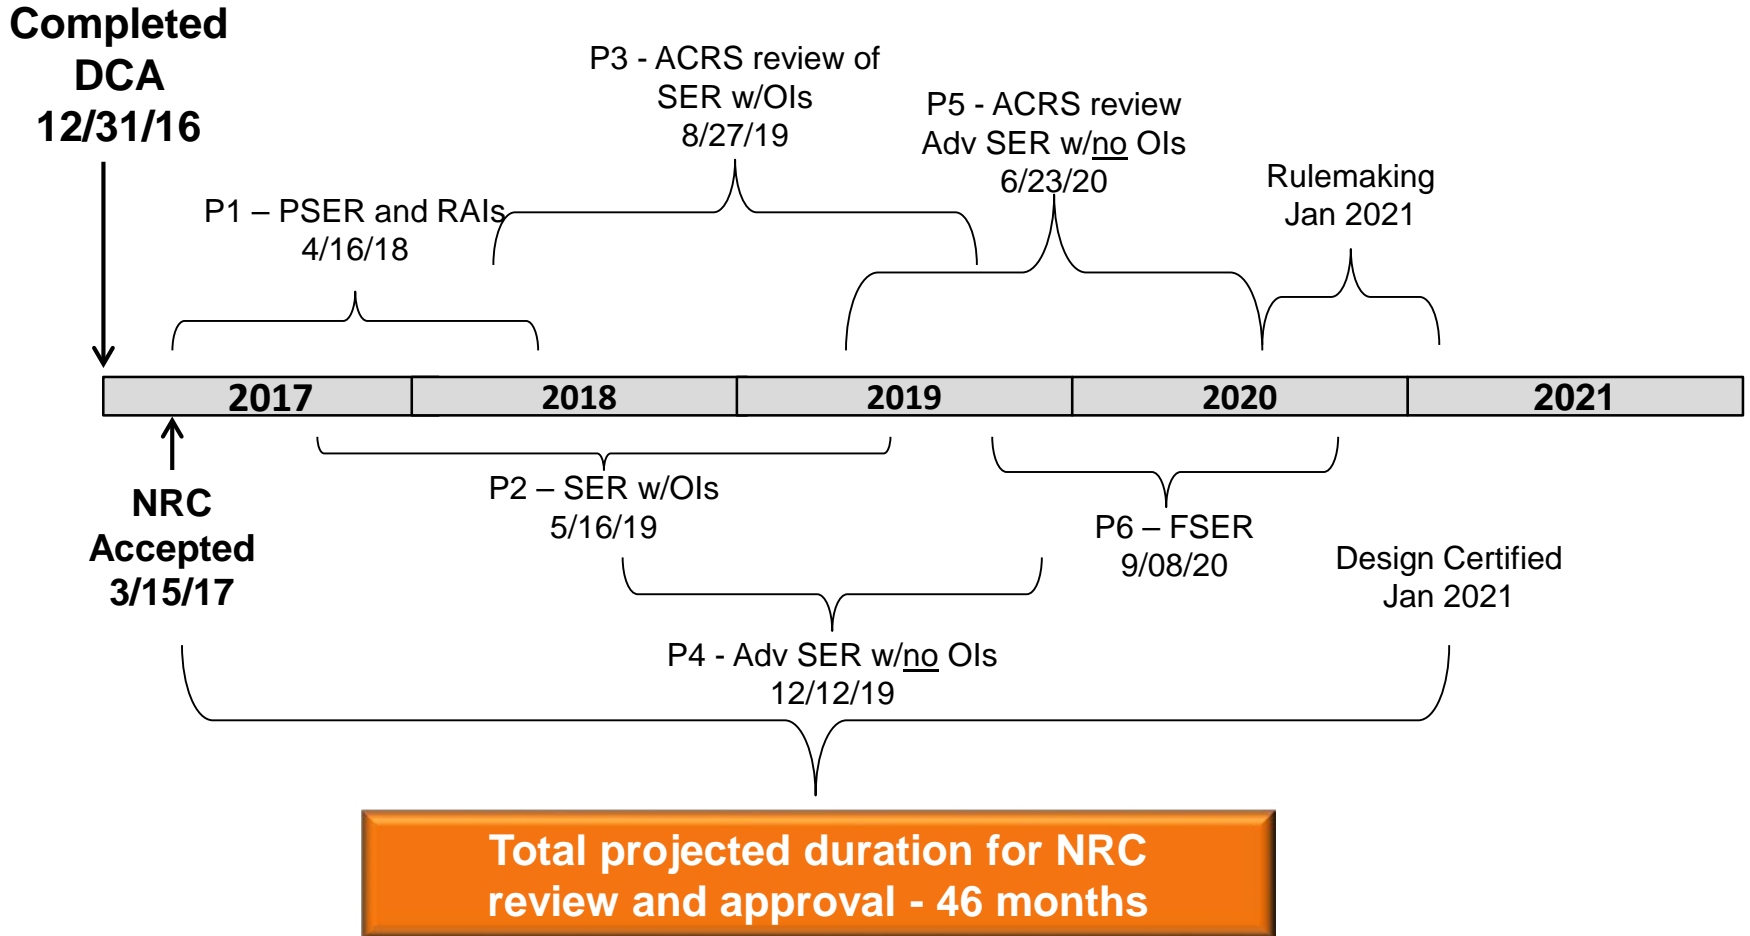 Completed
DCA
12/31/16
P3 - ACRS review of
SER w/OIs
8/27/19
P5 - ACRS review
Adv SER w/no OIs
6/23/20
Rulemaking
Jan 2021
P1 – PSER and RAIs
4/16/18
2017
2018
2019
2020
2021
NRC
Accepted
3/15/17
P2 – SER w/OIs
5/16/19
P6 – FSER
9/08/20
Design Certified
Jan 2021
P4 - Adv SER w/no OIs
12/12/19
Total projected duration for NRC
review and approval - 46 months